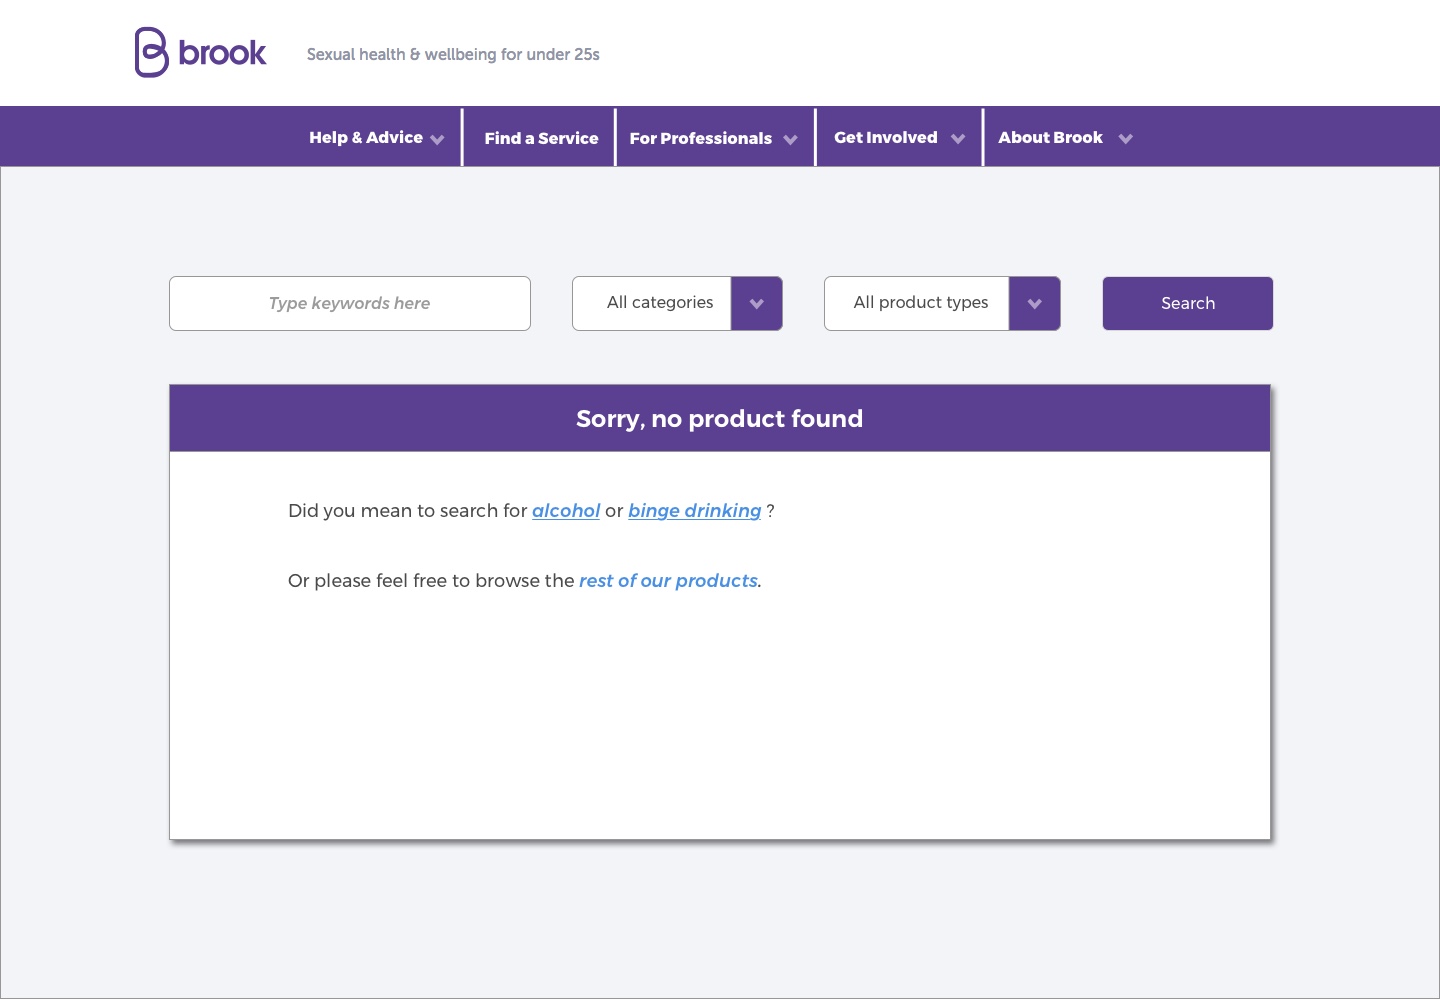 brook
Sexual health & wellbeing for under 25s
Help & Advice
Find a Service
For Professionals
Get Involved
About Brook
Type keywords here
All categories
All product types
Search
Sorry, no product found
Did you mean to search for alcohol or binge drinking ?
Or please feel free to browse the rest of our products.